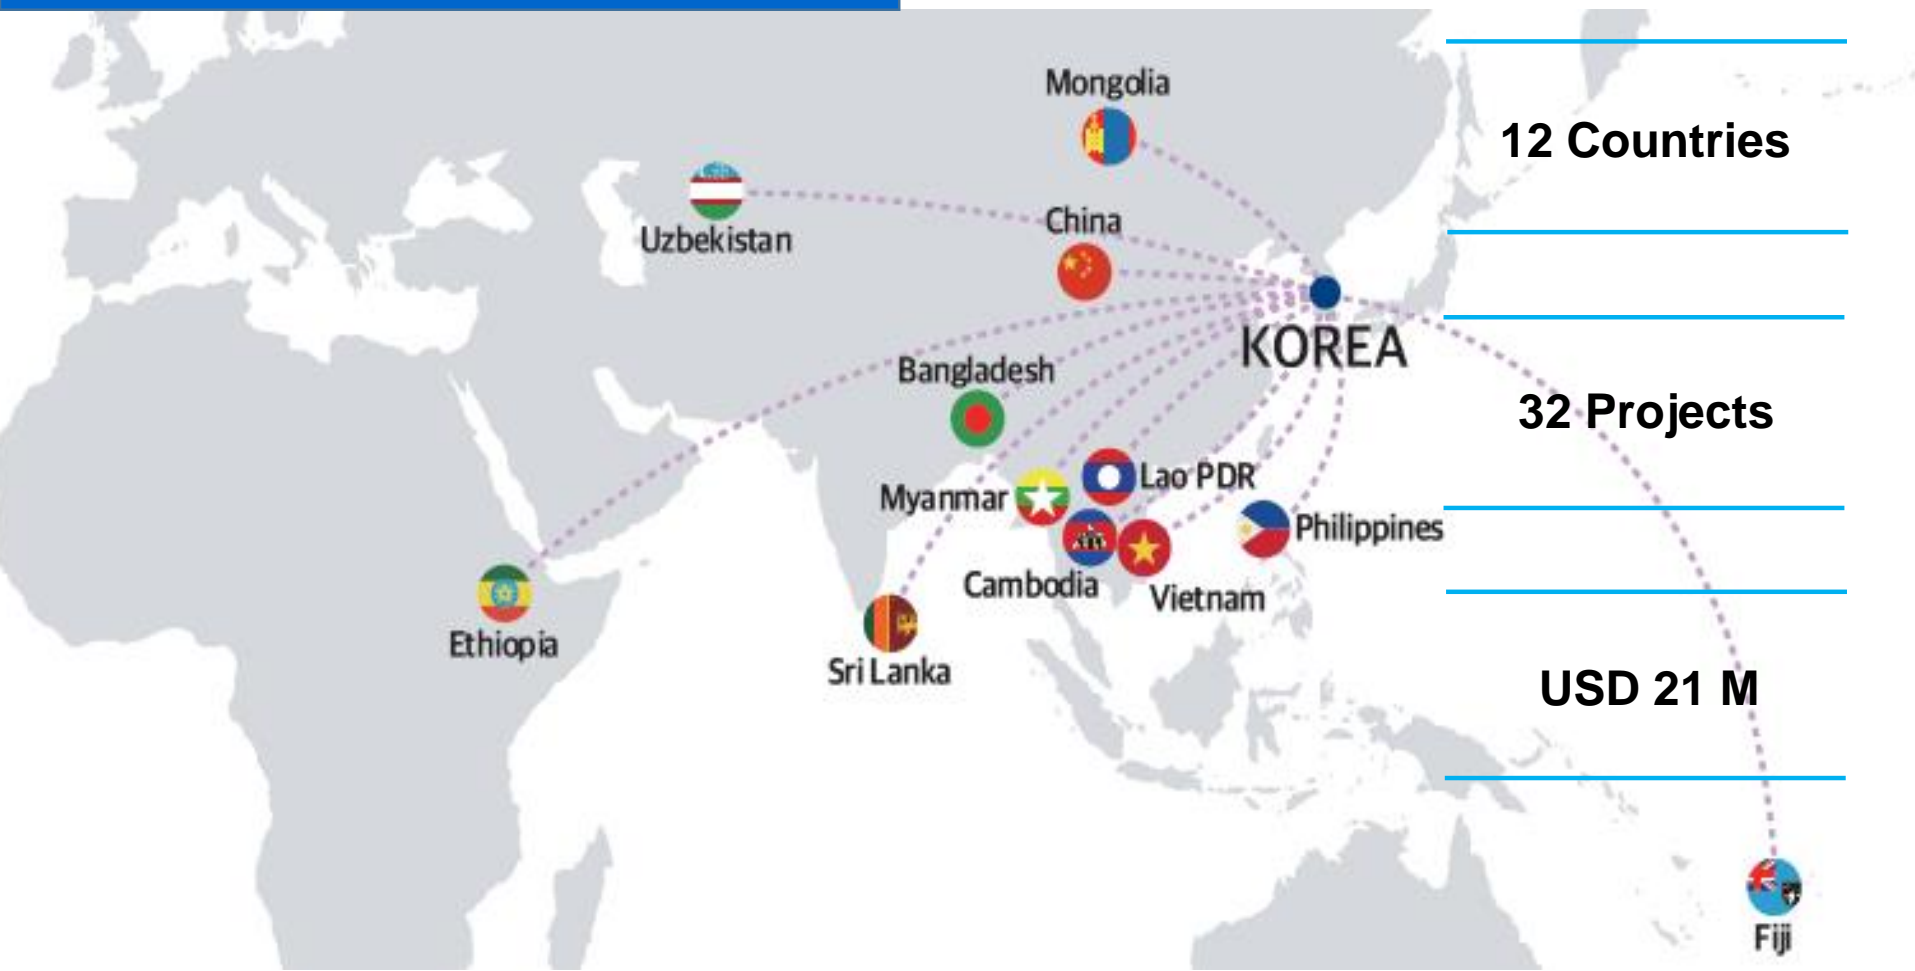 Mongolia
12 Countries
Uzbekistan
China
KOREA
Bangladesh
32 Projects
Myanmar
Lao PDR
Philippines
Cambodia
Vietnam
Ethiopia
Sri Lanka
USD 21 M
Fiji